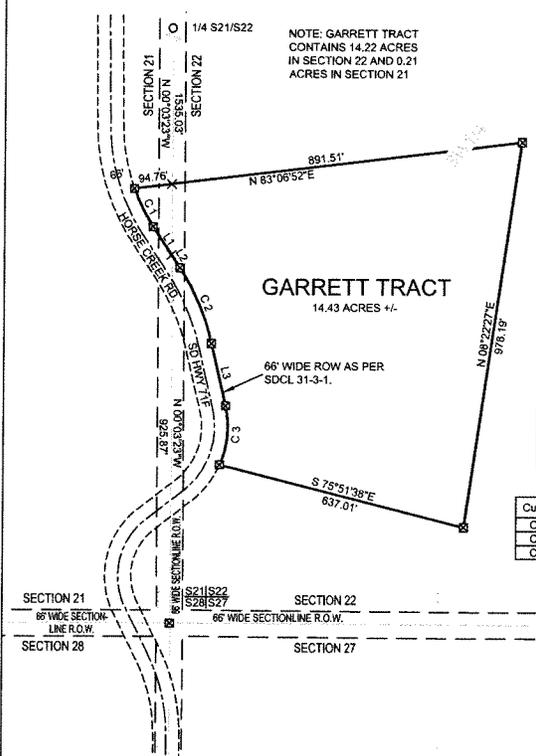 1/4 S21/S22
NOTE: GARRETT TRACT
CONTAINS 14.22 ACRES
IN SECTION 22 AND 0.21
ACRES IN SECTION 21
SECTION 21
SECTION 22
N 00°03'23"W
1535.03'
66'
94.76'
891.51'
N 83°06'52"E
C 1
L1
L2
HORSE CREEK RD.
C 2
GARRETT TRACT
14.43 ACRES +/-
N 08°22'27"E
978.19'
SD HWY 71F
L3
66' WIDE ROW AS PER
SDCL 31-3-1.
N 00°03'23"W
925.87'
C 3
S 75°51'38"E
637.01'
Cu
66' WIDE SECTIONLINE R.O.W.
S21|S22
S28|S27
SECTION 21
SECTION 22
66' WIDE SECTION-
LINE R.O.W.
66' WIDE SECTIONLINE R.O.W.
SECTION 28
SECTION 27